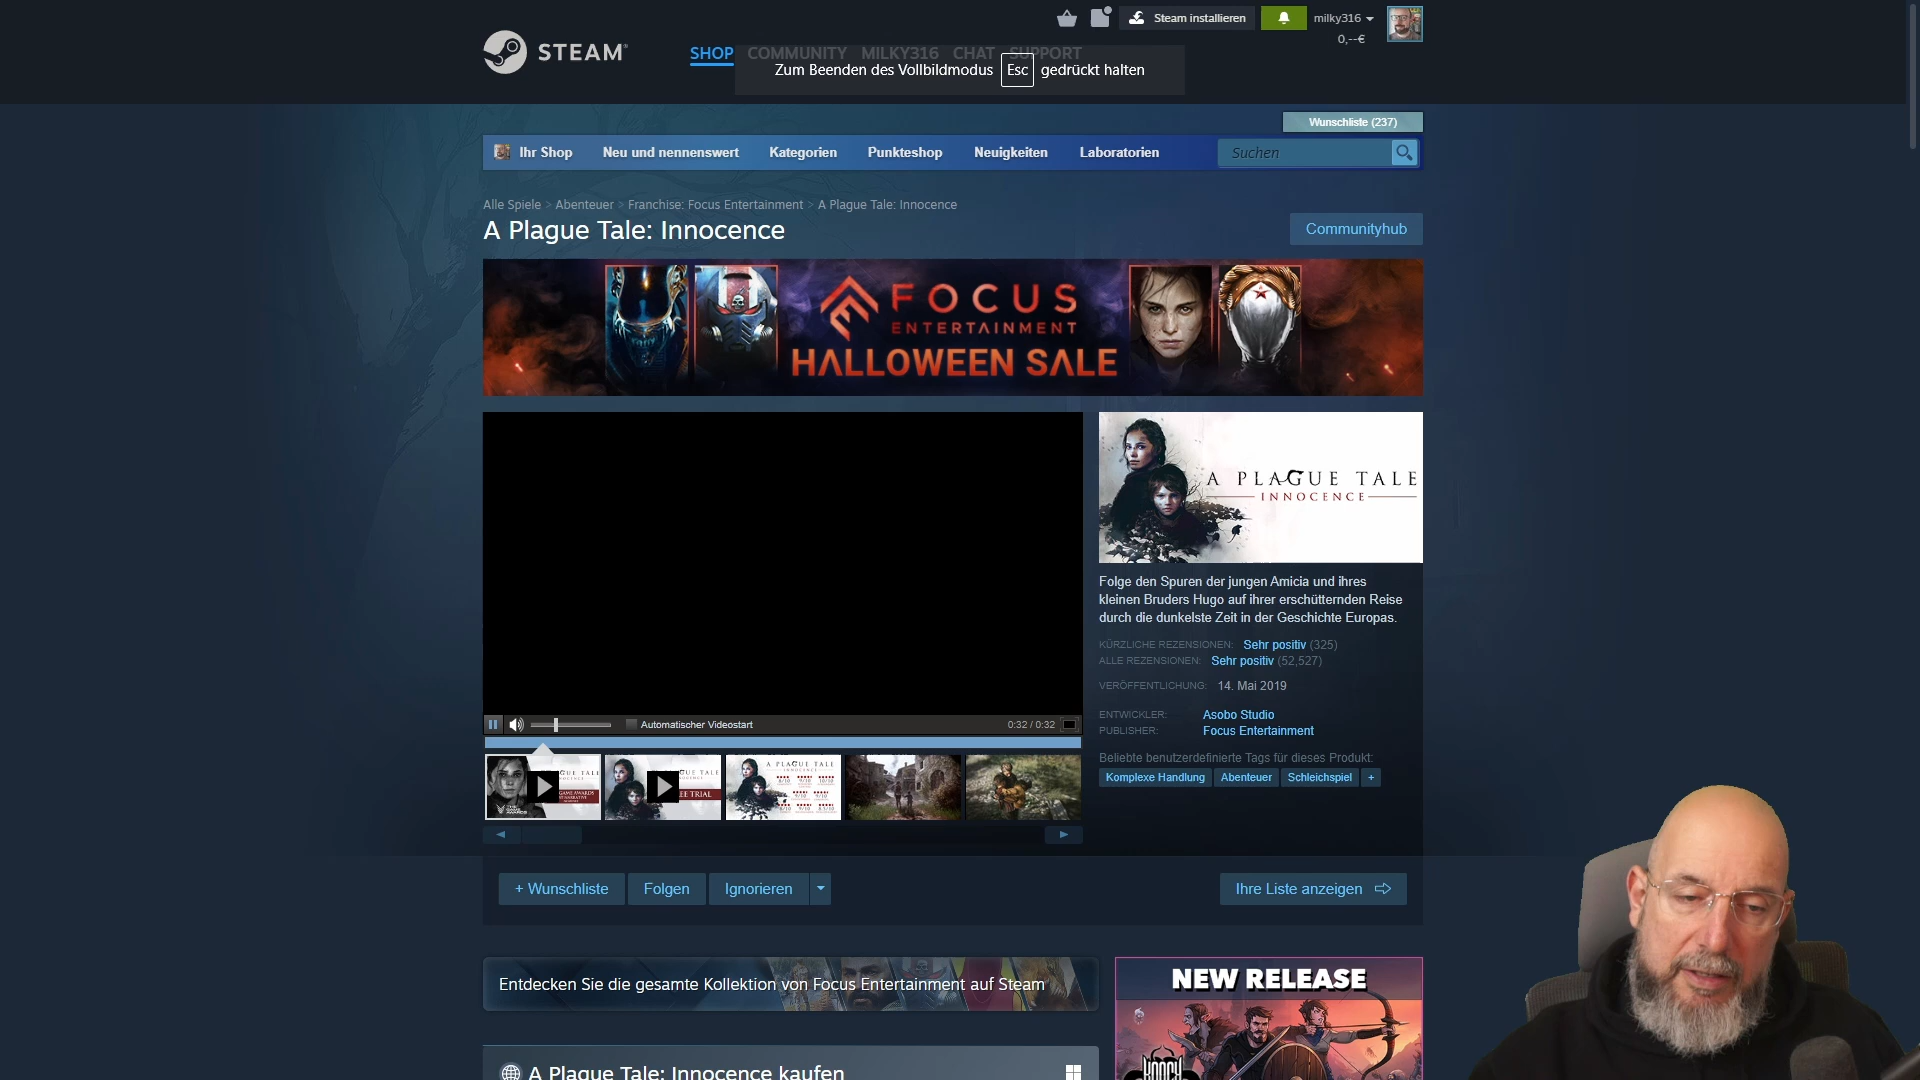 Steam installieren
milky316
0,--€
STEAM
SHOP
COMMUNITY
MILKY316
CHAT
SUPPORT
Zum Beenden des Vollbildmodus Esc gedrückt halten
Wunschliste (237)
Ihr Shop
Neu und nennenswert
Kategorien
Punkteshop
Neuigkeiten
Laboratorien
Suchen
Alle Spiele > Abenteuer > Franchise: Focus Entertainment > A Plague Tale: Innocence
A Plague Tale: Innocence
Communityhub
FOCUS
ENTERTAINMENT
HALLOWEEN SALE
A PLAGUE TALE
INNOCENCE
Folge den Spuren der jungen Amicia und ihres
kleinen Bruders Hugo auf ihrer erschütternden Reise
durch die dunkelste Zeit in der Geschichte Europas.
KÜRZLICHE REZENSIONEN: Sehr positiv (325)
ALLE REZENSIONEN: Sehr positiv (52,527)
VERÖFFENTLICHUNG: 14. Mai 2019
ENTWICKLER: Asobo Studio
PUBLISHER: Focus Entertainment
Beliebte benutzerdefinierte Tags für dieses Produkt:
Komplexe Handlung
Abenteuer
Schleichspiel
+
Automatischer Videostart
0:32 / 0:32
A PLAGUE TALE
+ Wunschliste
Folgen
Ignorieren
Ihre Liste anzeigen
Entdecken Sie die gesamte Kollektion von Focus Entertainment auf Steam
NEW RELEASE
A Plague Tale: Innocence kaufen